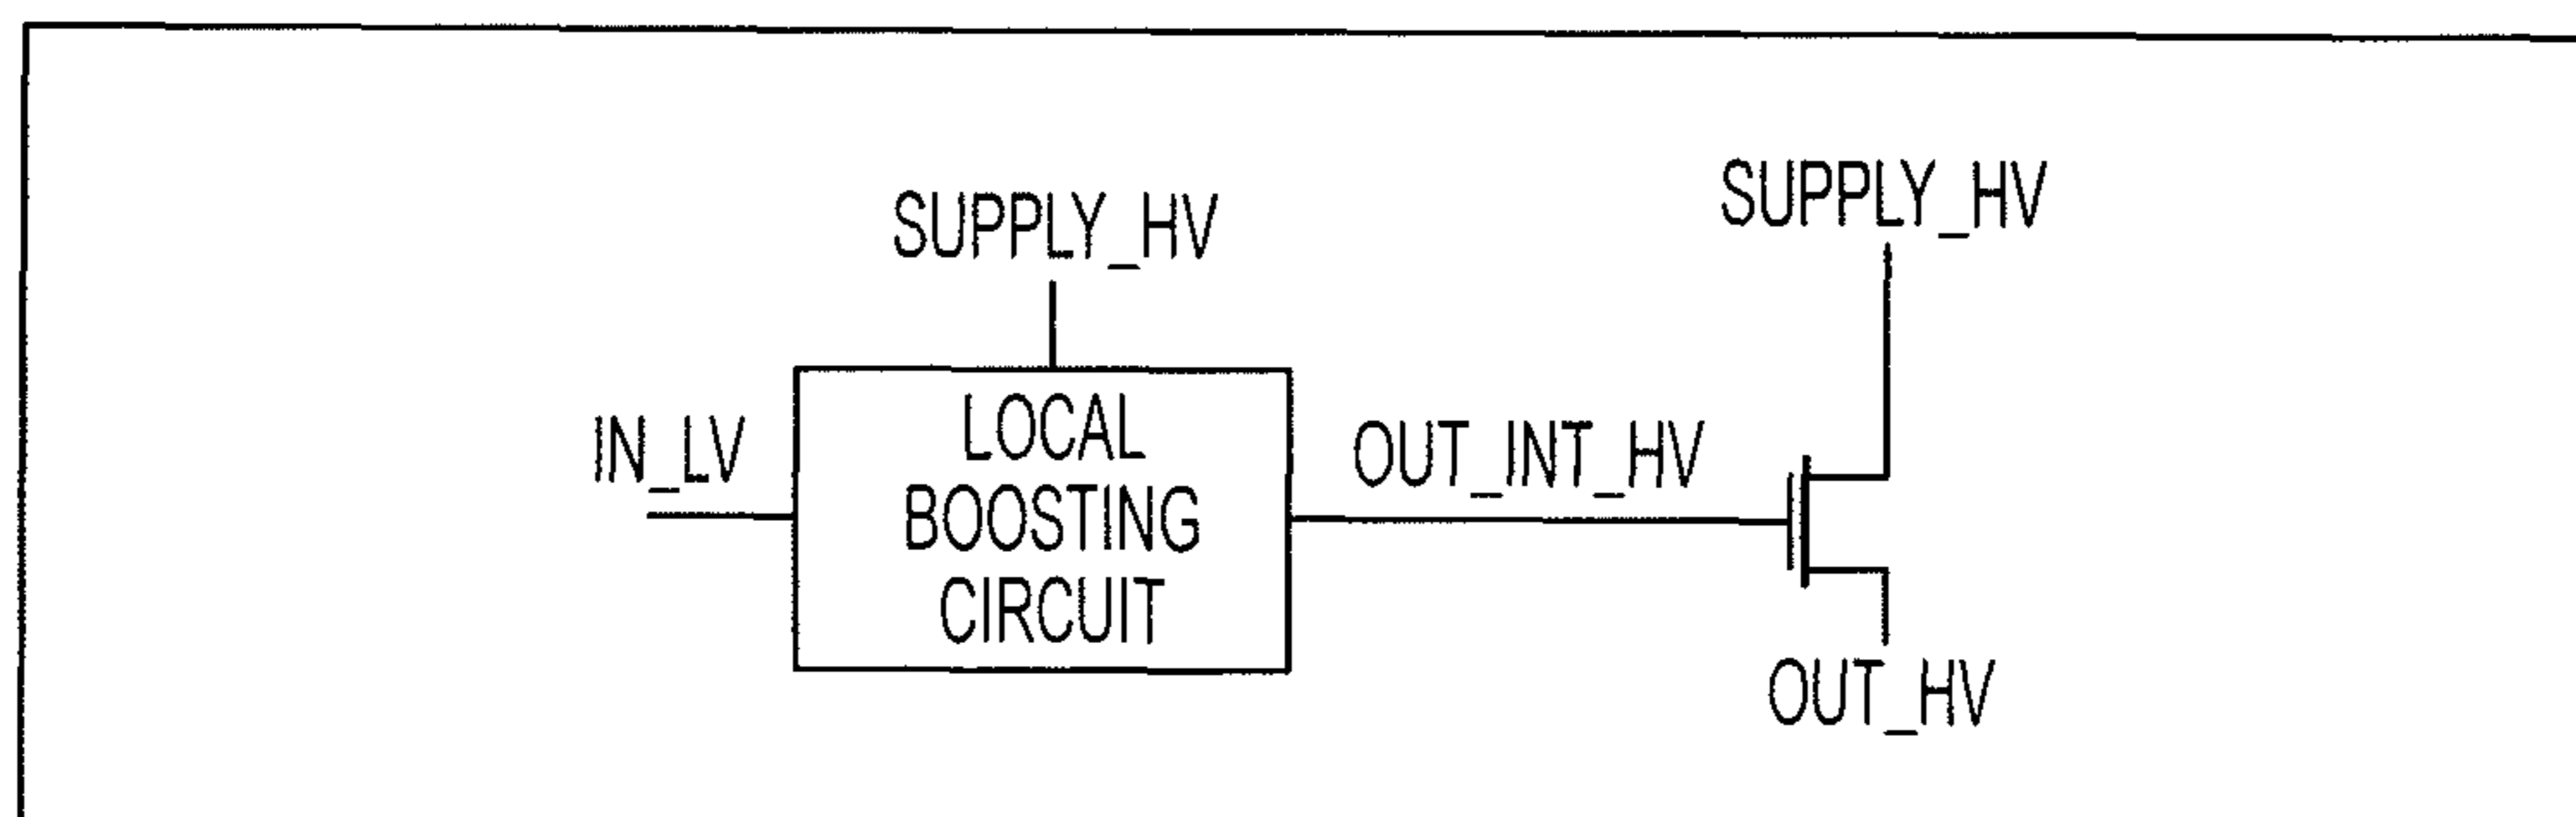 SUPPLY_HV
SUPPLY_HV
IN_LV
LOCAL
BOOSTING
CIRCUIT
OUT_INT_HV
OUT_HV